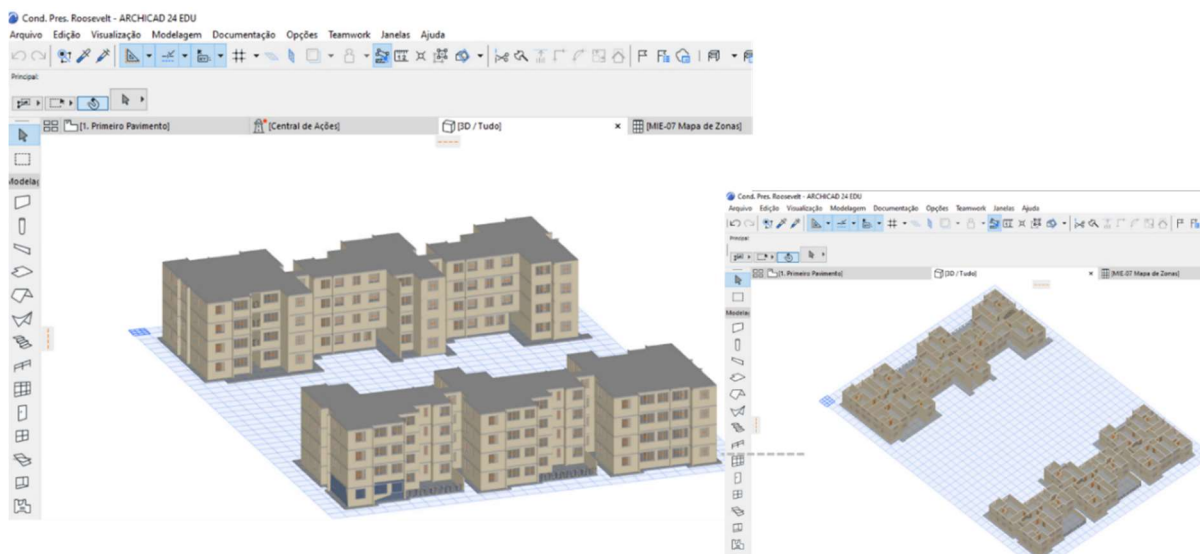 Cond. Pres. Roosevelt - ARCHICAD 24 EDU
Arquivo Edição Visualização Modelagem Documentação Opções Teamwork Janelas Ajuda
Principal:
[1. Primeiro Pavimento] [Central de Ações] [3D / Tudo] [MIE-07 Mapa de Zonas]
Modelag
Cond. Pres. Roosevelt - ARCHICAD 24 EDU
Arquivo Edição Visualização Modelagem Documentação Opções Teamwork Janelas Ajuda
Principal:
[1. Primeiro Pavimento] [3D / Tudo] [MIE-07 Mapa de Zonas]
Modelag